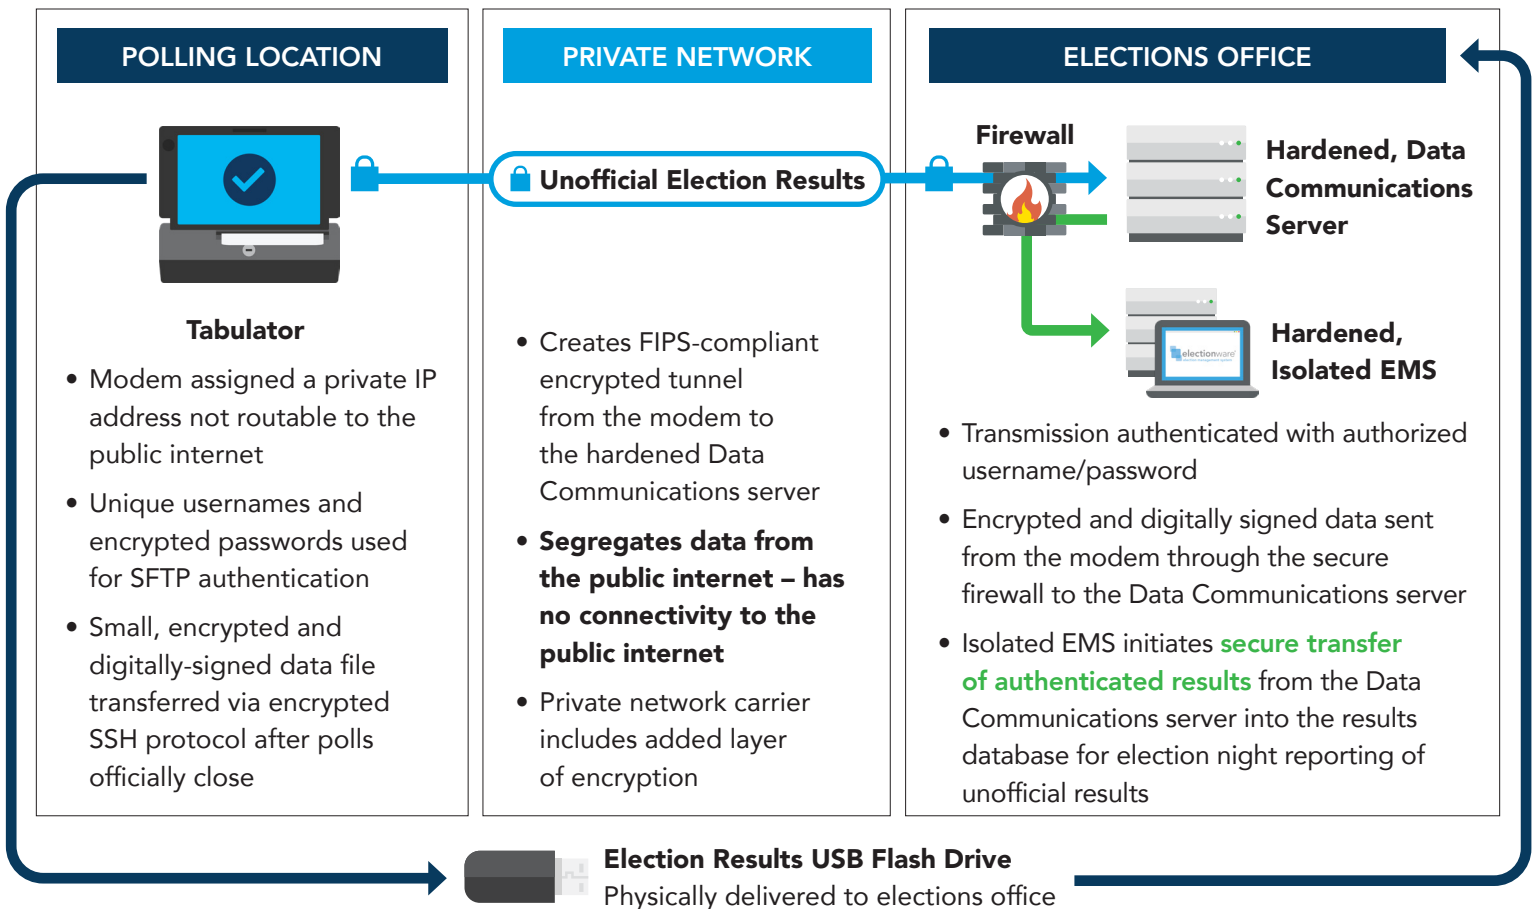 POLLING LOCATION
Tabulator
• Modem assigned a private IP
address not routable to the
public internet
• Unique usernames and
encrypted passwords used
for SFTP authentication
• Small, encrypted and
digitally-signed data file
transferred via encrypted
SSH protocol after polls
officially close
PRIVATE NETWORK
Unofficial Election Results
• Creates FIPS-compliant
encrypted tunnel
from the modem to
the hardened Data
Communications server
• Segregates data from
the public internet – has
no connectivity to the
public internet
• Private network carrier
includes added layer
of encryption
ELECTIONS OFFICE
Firewall
Hardened, Data
Communications
Server
electionware
election management system
Hardened,
Isolated EMS
• Transmission authenticated with authorized
username/password
• Encrypted and digitally signed data sent
from the modem through the secure
firewall to the Data Communications server
• Isolated EMS initiates secure transfer
of authenticated results from the Data
Communications server into the results
database for election night reporting of
unofficial results
Election Results USB Flash Drive
Physically delivered to elections office